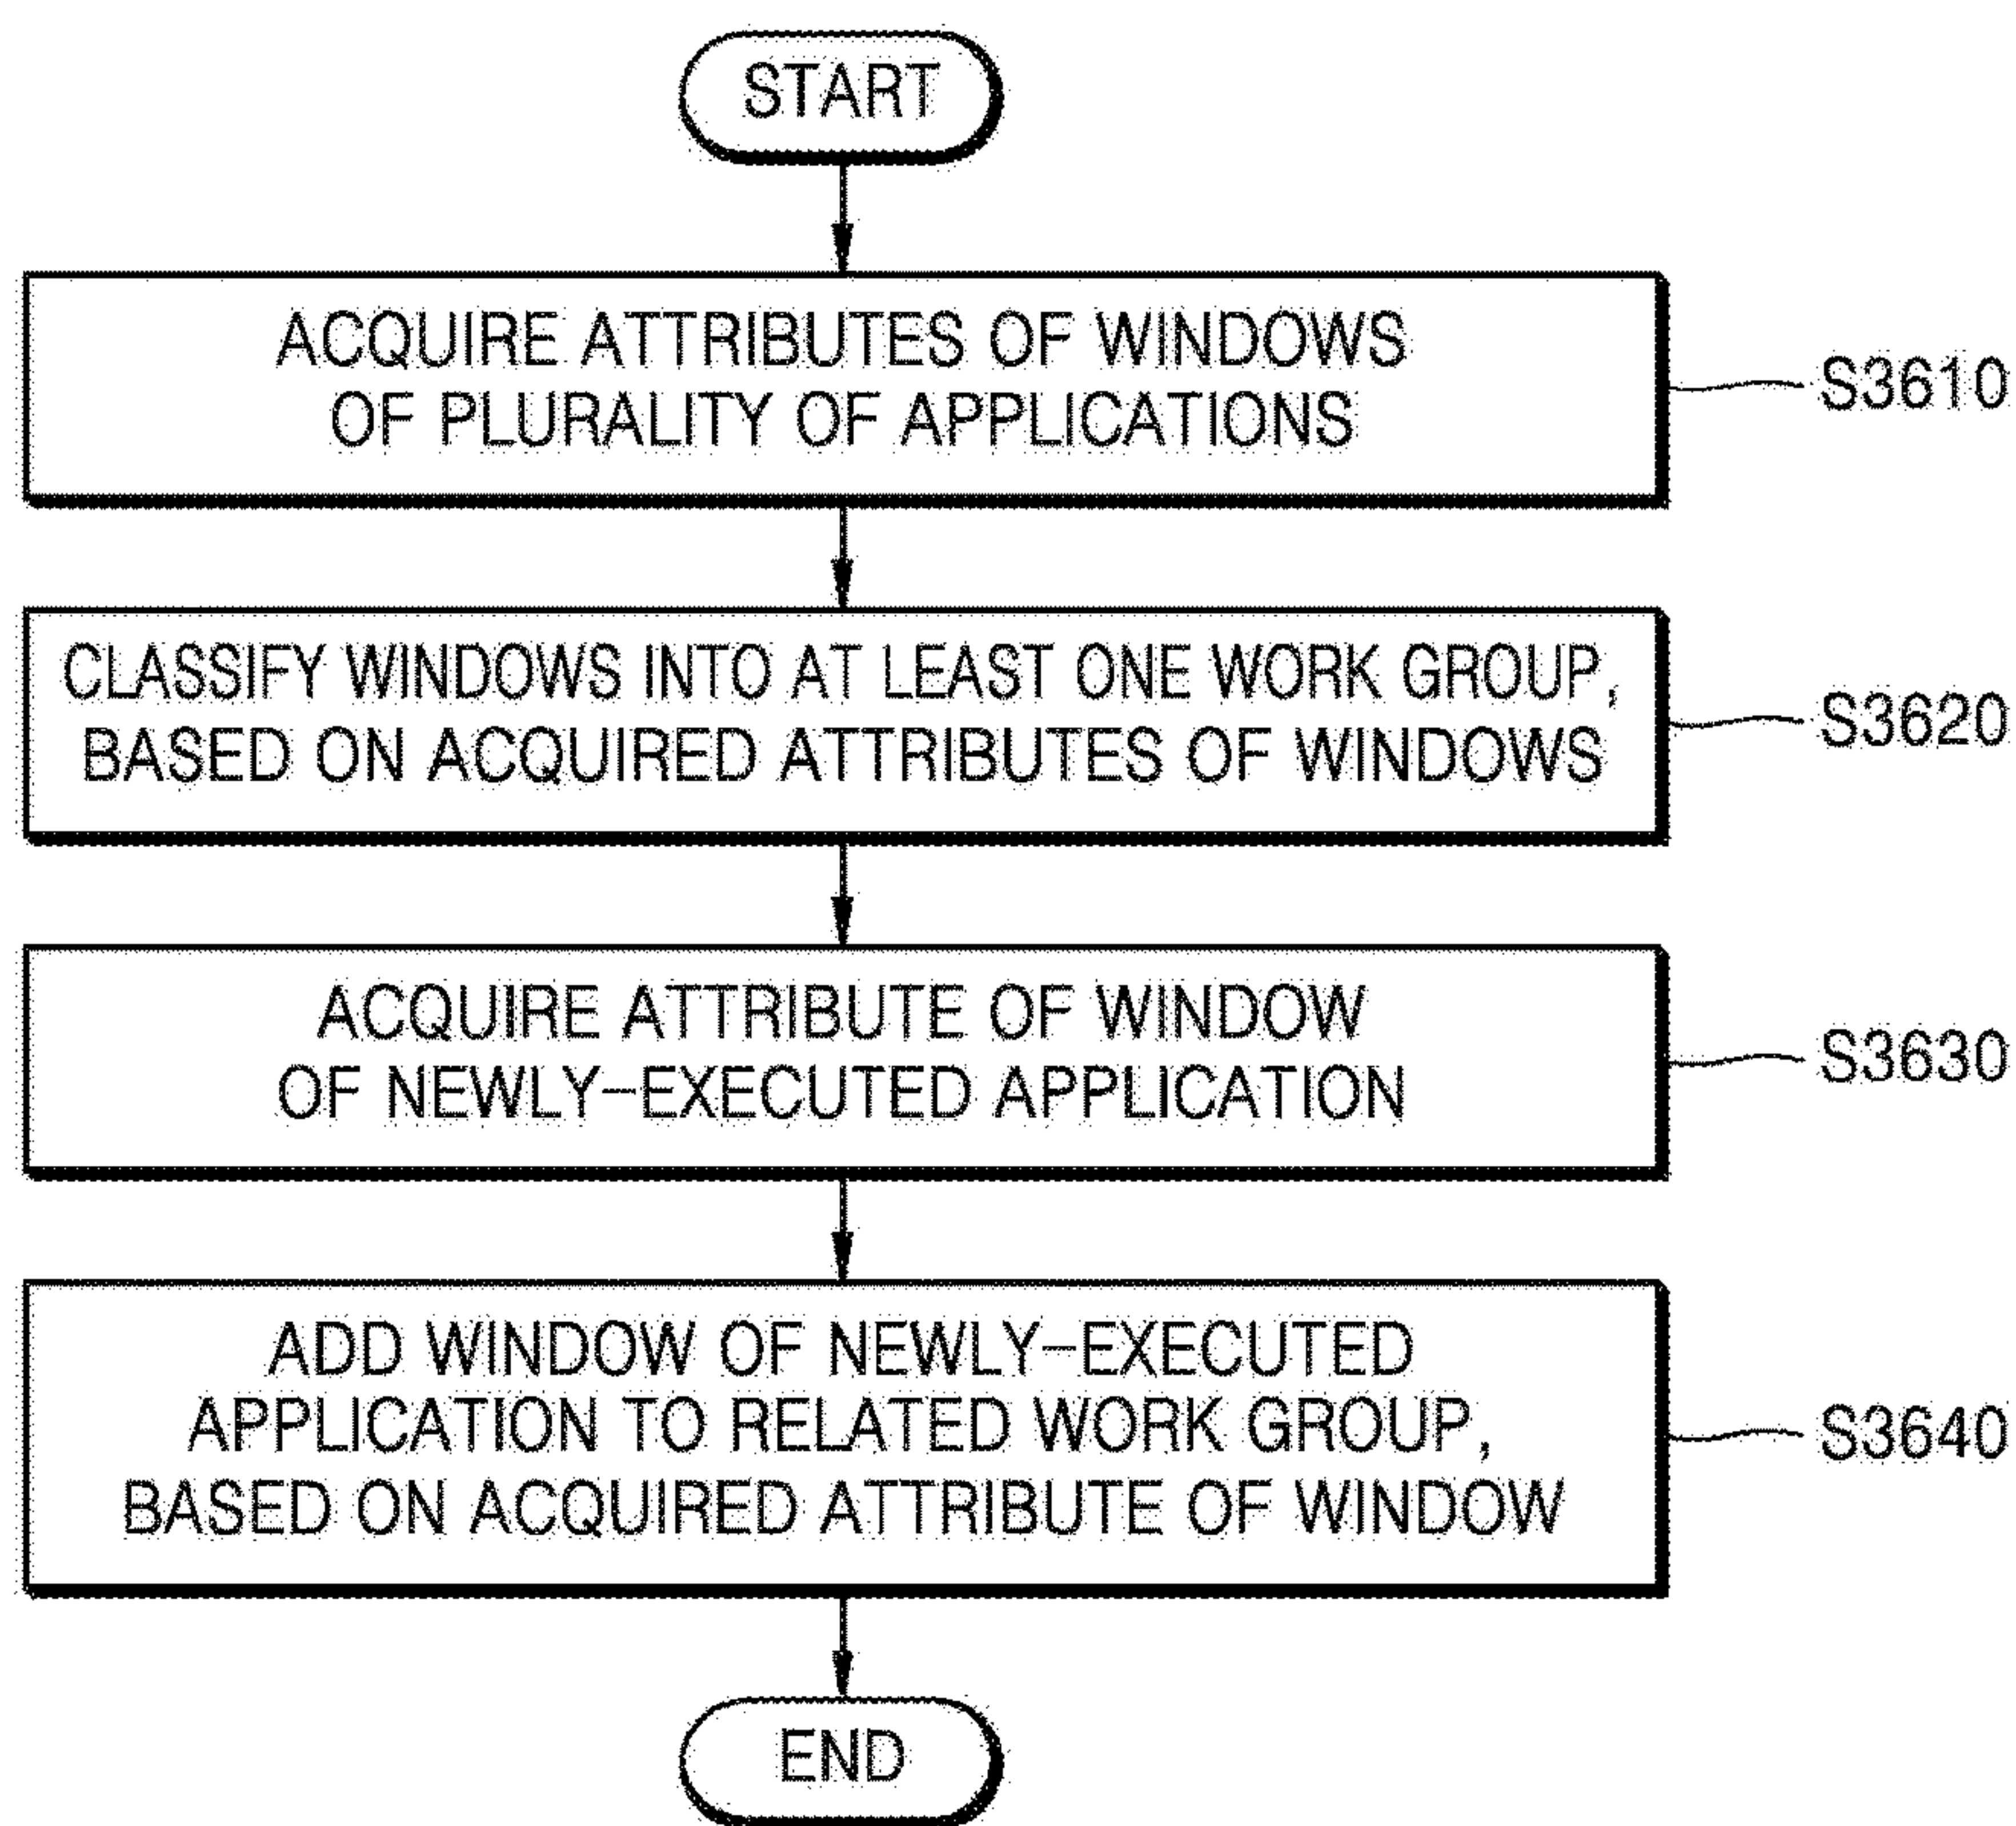 START
ACQUIRE ATTRIBUTES OF WINDOWS
OF PLURALITY OF APPLICATIONS
S3610
CLASSIFY WINDOWS INTO AT LEAST ONE WORK GROUP,
BASED ON ACQUIRED ATTRIBUTES OF WINDOWS
S3620
ACQUIRE ATTRIBUTE OF WINDOW
OF NEWLY-EXECUTED APPLICATION
S3630
ADD WINDOW OF NEWLY-EXECUTED
APPLICATION TO RELATED WORK GROUP,
BASED ON ACQUIRED ATTRIBUTE OF WINDOW
S3640
END